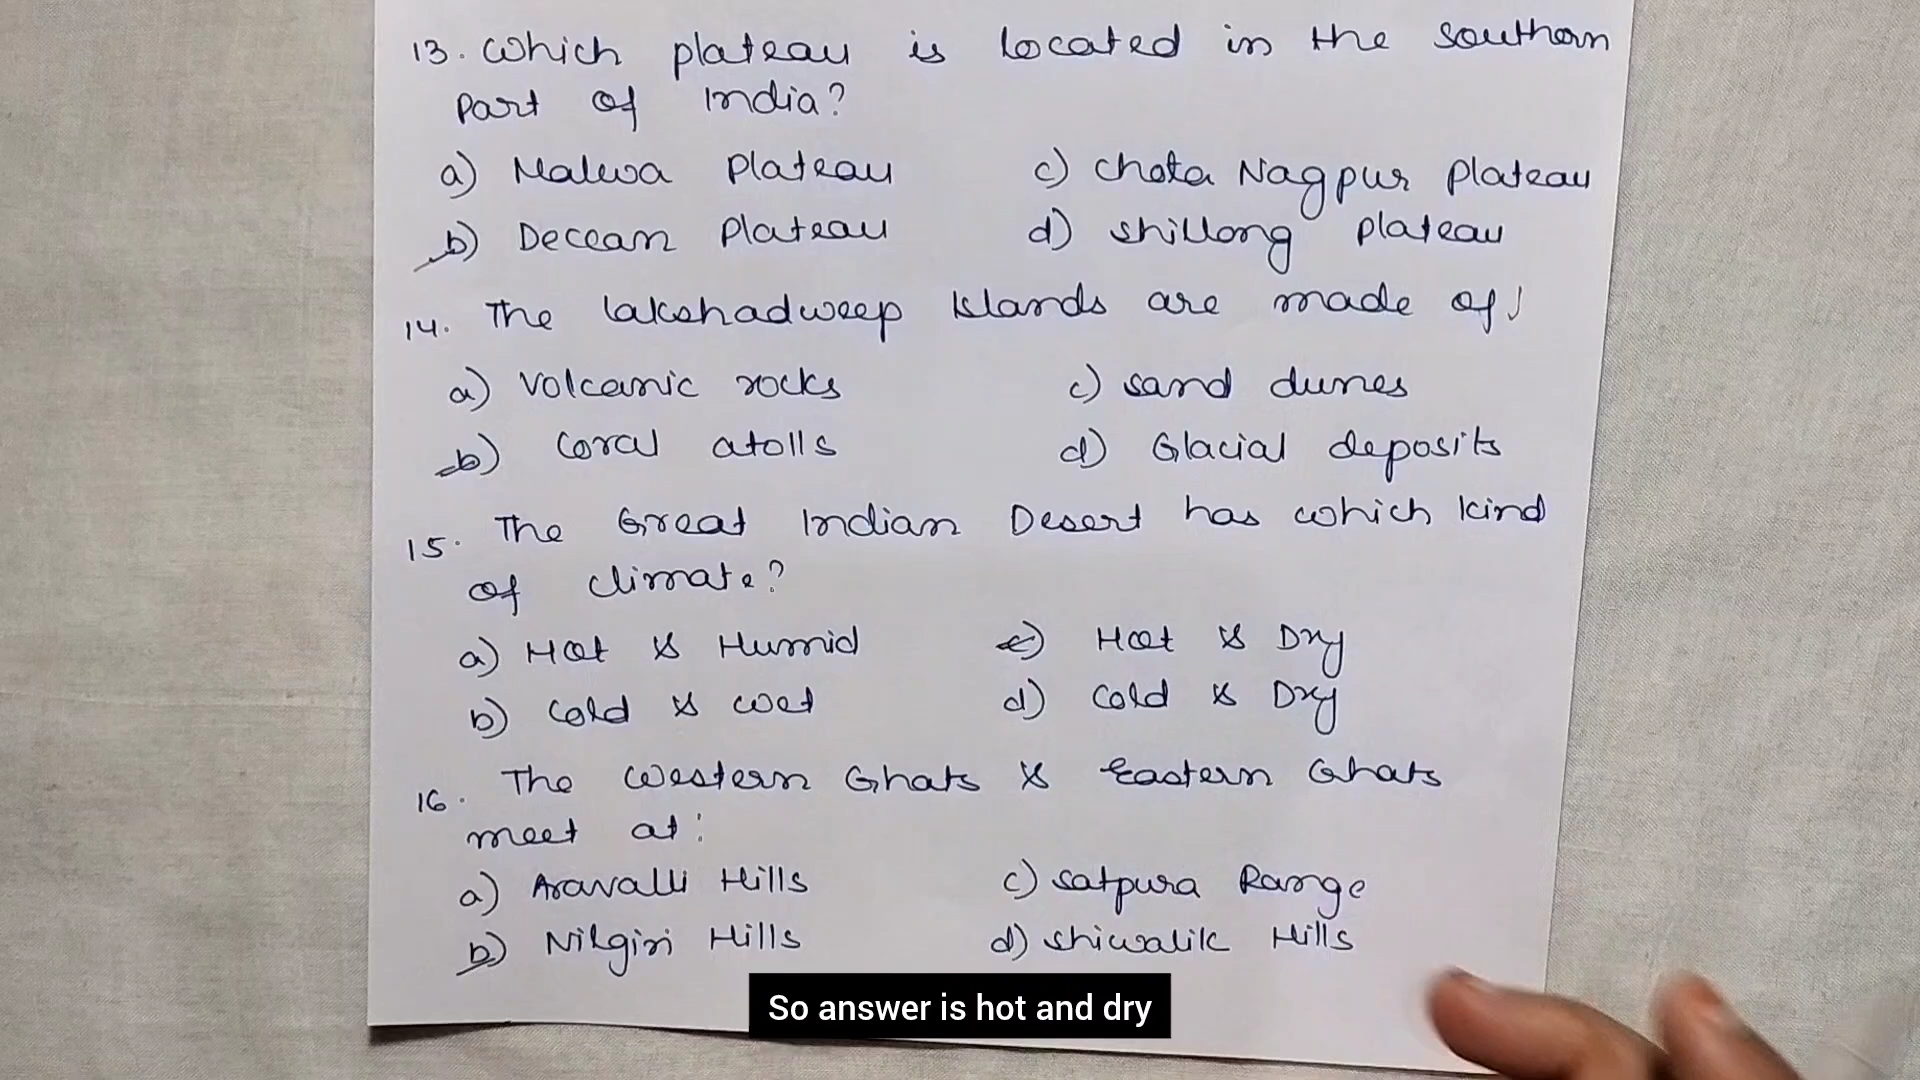 13. Which plateau is located in the southern
part of India?
a) Malwa Plateau c) Chota Nagpur Plateau
b) Deccan Plateau d) Shillong Plateau
14. The Lakshadweep Islands are made of:
a) Volcanic rocks c) sand dunes
b) Coral atolls d) Glacial deposits
15. The Great Indian Desert has which kind
of climate?
a) Hot & Humid c) Hot & Dry
b) Cold & wet d) Cold & Dry
16. The Western Ghats & Eastern Ghats
meet at:
a) Aravalli Hills c) Satpura Range
b) Nilgiri Hills d) Shiwalik Hills
So answer is hot and dry